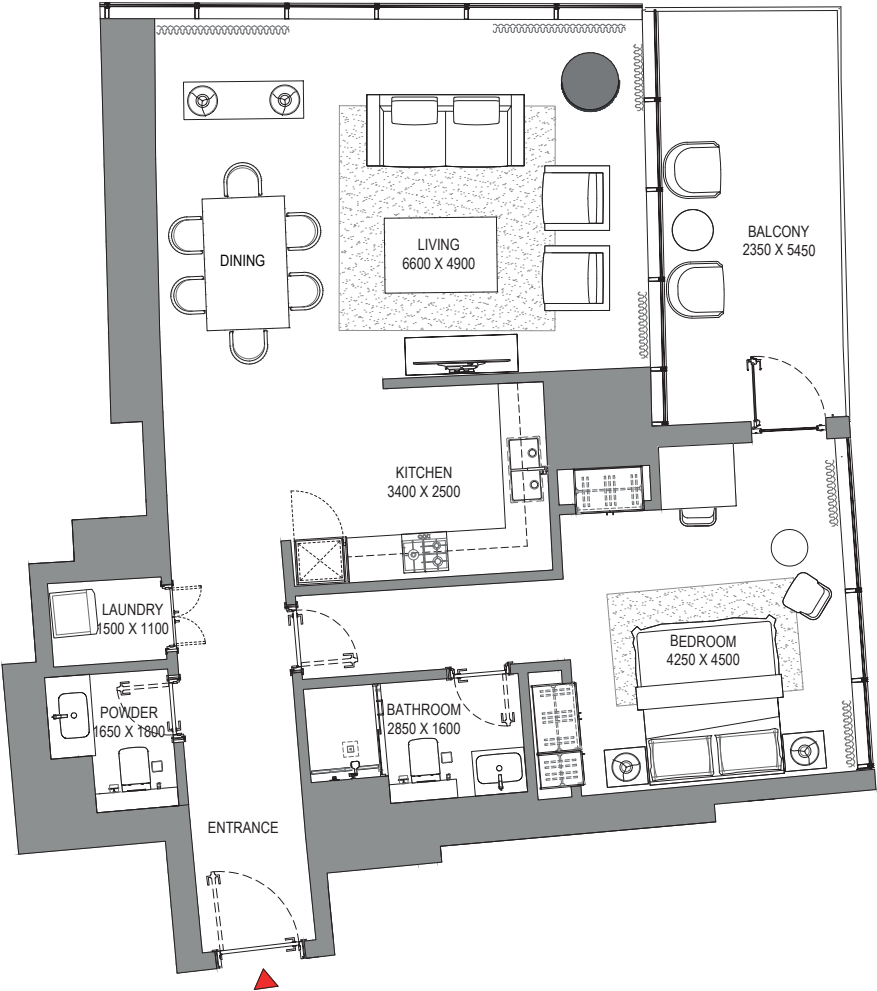 BALCONY
2350 X 5450
LIVING
6600 X 4900
DINING
KITCHEN
3400 X 2500
LAUNDRY
1500 X 1100
BEDROOM
4250 X 4500
POWDER
1650 X 1800
BATHROOM
2850 X 1600
ENTRANCE